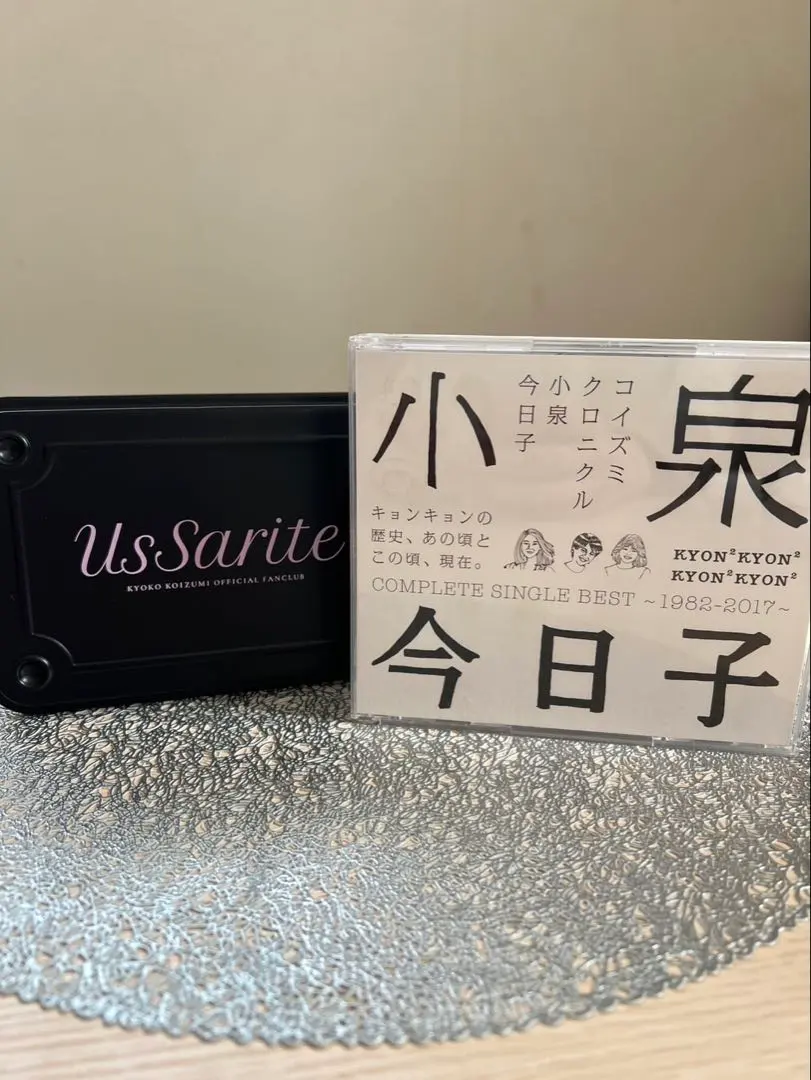 UsSarite
KYOKO KOIZUMI OFFICIAL FANCLUB
小泉
コイズミ
クロニクル
小泉
今日子
キョンキョンの
歴史、あの頃と
この頃、現在。
KYON²KYON²
KYON²KYON²
COMPLETE SINGLE BEST ~1982-2017~
今日子